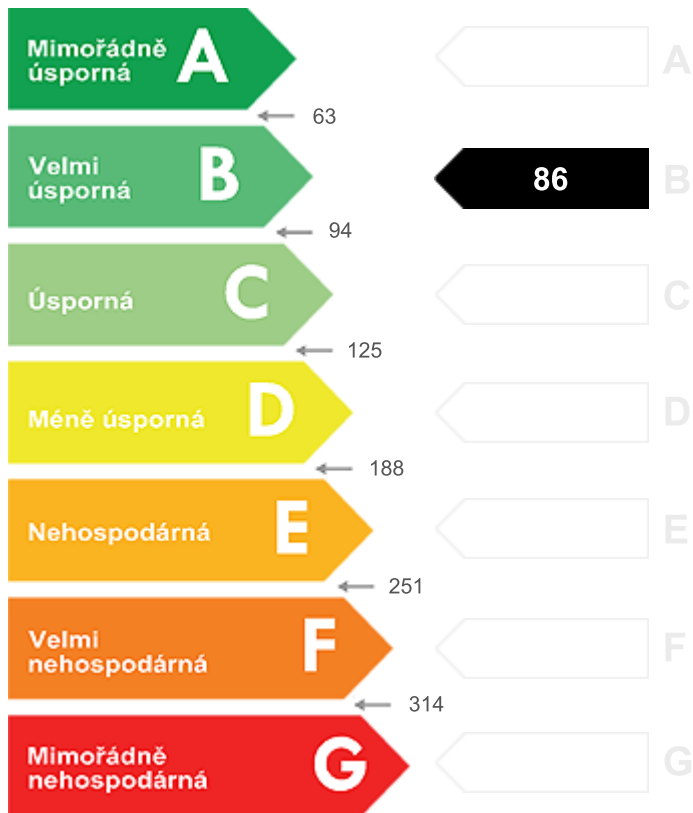 Mimořádně
úsporná
A
A
63
Velmi
úsporná
B
86
B
94
Úsporná
C
C
125
Méně úsporná
D
D
188
Nehospodárná
E
E
251
Velmi
nehospodárná
F
F
314
Mimořádně
nehospodárná
G
G